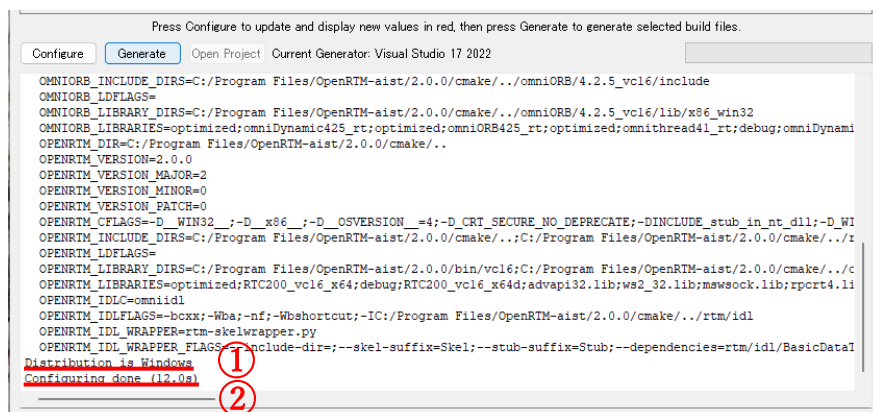 Press Configure to update and display new values in red, then press Generate to generate selected build files.
Configure Generate Open Project Current Generator: Visual Studio 17 2022
OMNIORB_INCLUDE_DIRS=C:/Program Files/OpenRTM-aist/2.0.0/cmake/../omniORB/4.2.5_vc16/include
OMNIORB_LDFLAGS=
OMNIORB_LIBRARY_DIRS=C:/Program Files/OpenRTM-aist/2.0.0/cmake/../omniORB/4.2.5_vc16/lib/x86_win32
OMNIORB_LIBRARIES=optimized;omniDynamic425_rt;optimized;omniORB425_rt;optimized;omnithread41_rt;debug;omniDynami
OPENRTM_DIR=C:/Program Files/OpenRTM-aist/2.0.0/cmake/..
OPENRTM_VERSION=2.0.0
OPENRTM_VERSION_MAJOR=2
OPENRTM_VERSION_MINOR=0
OPENRTM_VERSION_PATCH=0
OPENRTM_CFLAGS=-D__WIN32__;-D__x86__;-D__OSVERSION__=4;-D_CRT_SECURE_NO_DEPRECATE;-DINCLUDE_stub_in_nt_dll;-D_WI
OPENRTM_INCLUDE_DIRS=C:/Program Files/OpenRTM-aist/2.0.0/cmake/..;C:/Program Files/OpenRTM-aist/2.0.0/cmake/../r
OPENRTM_LDFLAGS=
OPENRTM_LIBRARY_DIRS=C:/Program Files/OpenRTM-aist/2.0.0/bin/vc16;C:/Program Files/OpenRTM-aist/2.0.0/cmake/../o
OPENRTM_LIBRARIES=optimized;RTC200_vc16_x64;debug;RTC200_vc16_x64d;advapi32.lib;ws2_32.lib;mswsock.lib;rpcrt4.li
OPENRTM_IDLC=omniidl
OPENRTM_IDLFLAGS=-bcxx;-Wba;-nf;-Wbshortcut;-IC:/Program Files/OpenRTM-aist/2.0.0/cmake/../rtm/idl
OPENRTM_IDL_WRAPPER=rtm-skelwrapper.py
OPENRTM_IDL_WRAPPER_FLAGS=--include-dir=;--skel-suffix=Skel;--stub-suffix=Stub;--dependencies=rtm/idl/BasicDataT
Distribution is Windows ①
Configuring done (12.0s)
②